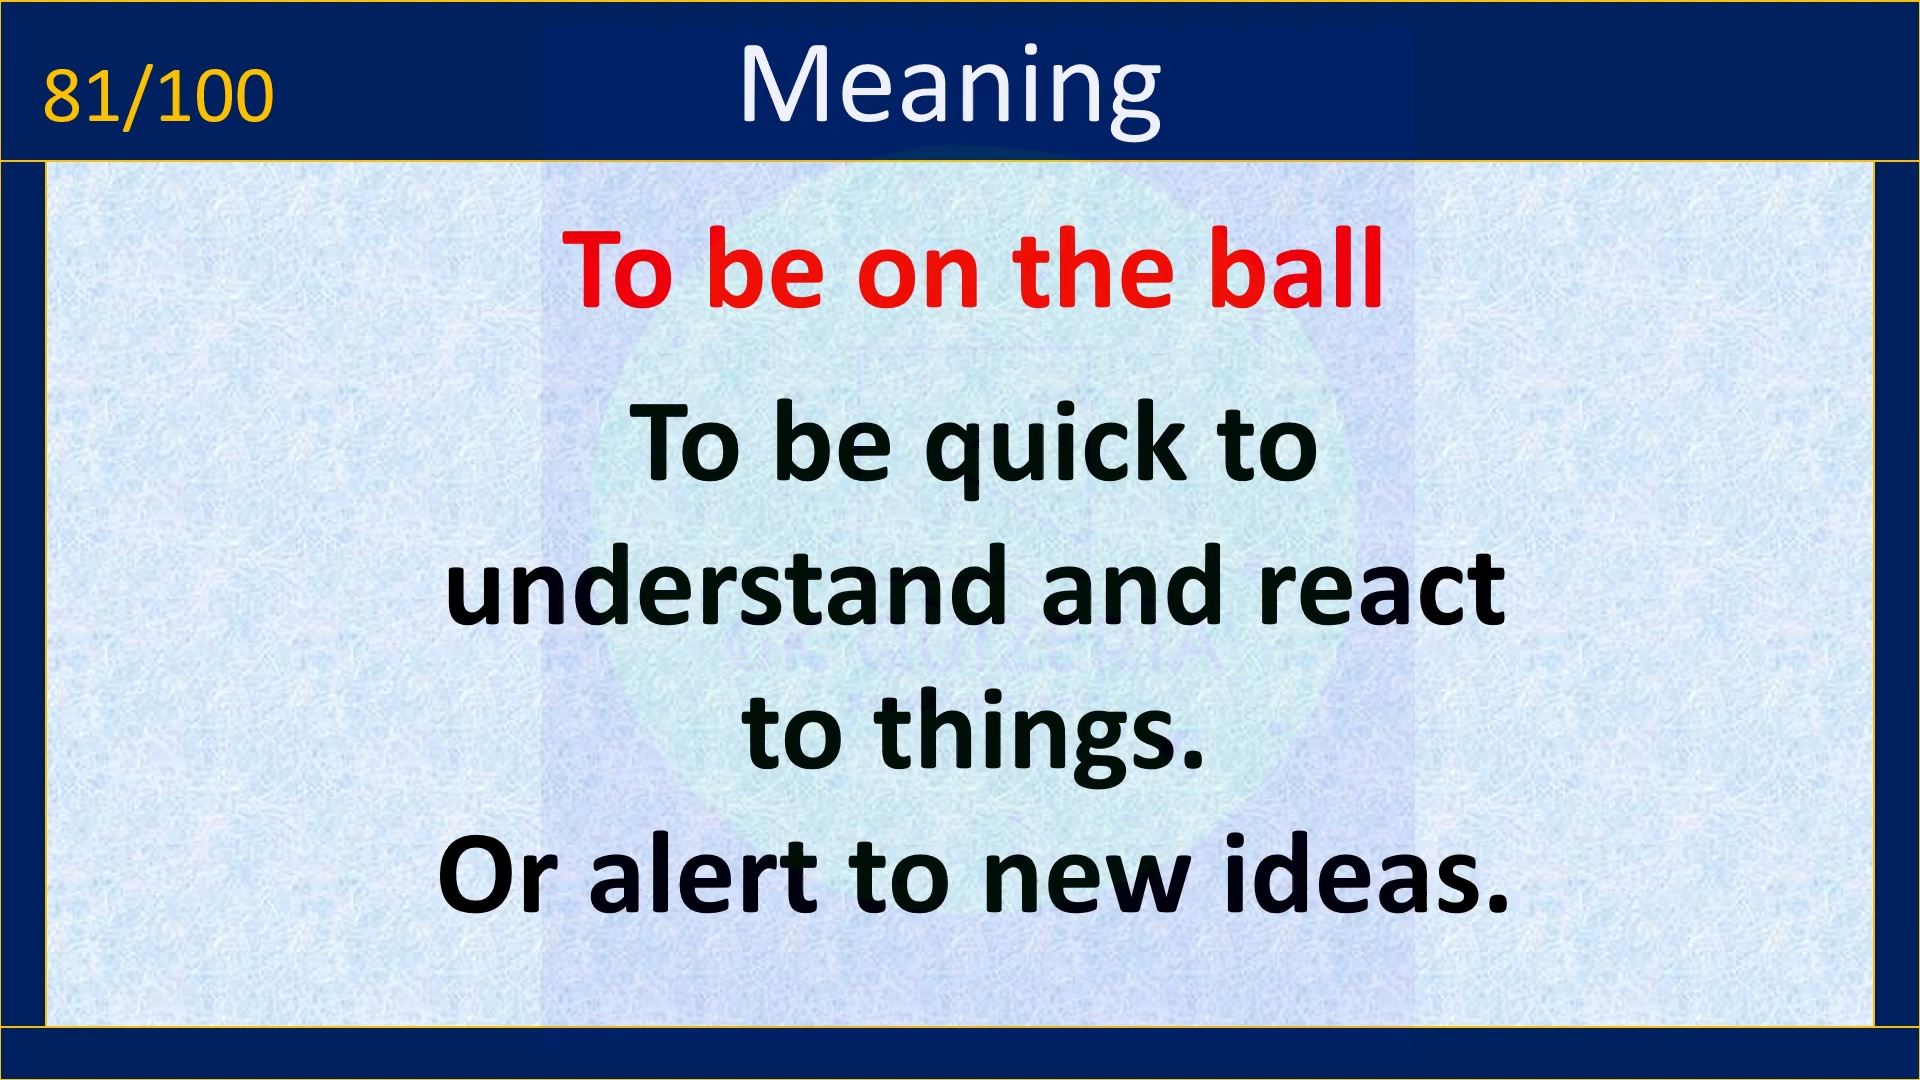 81/100
Meaning
To be on the ball
To be quick to
understand and react
to things.
Or alert to new ideas.